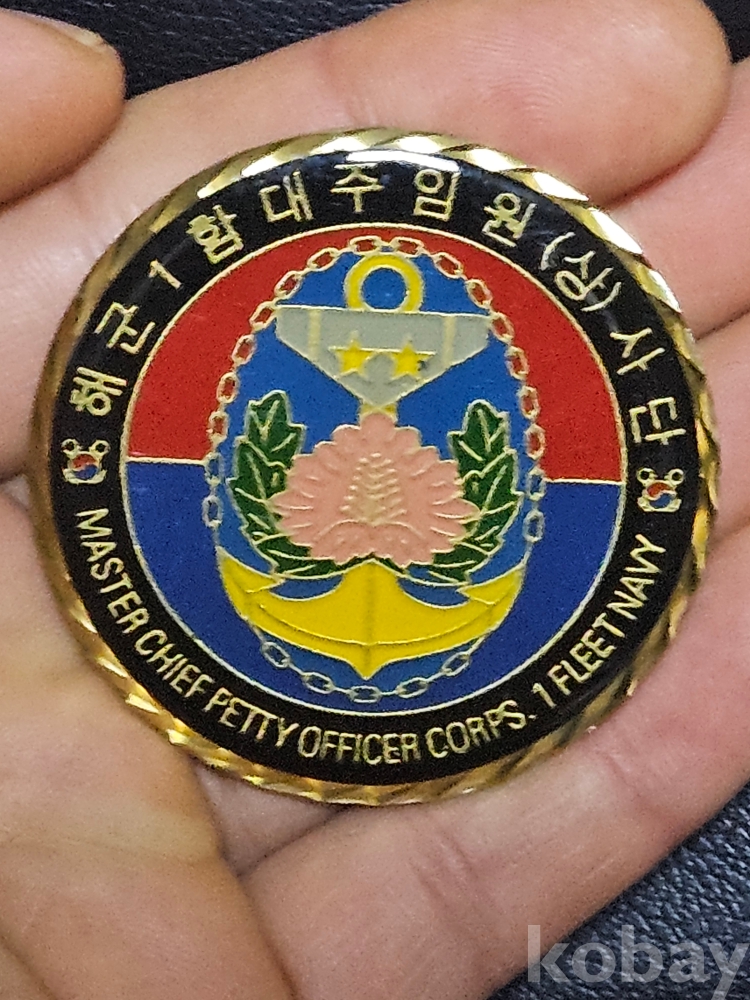 해군1함대주임원(상)사단
MASTER CHIEF PETTY OFFICER CORPS. 1 FLEET NAVY
kobay